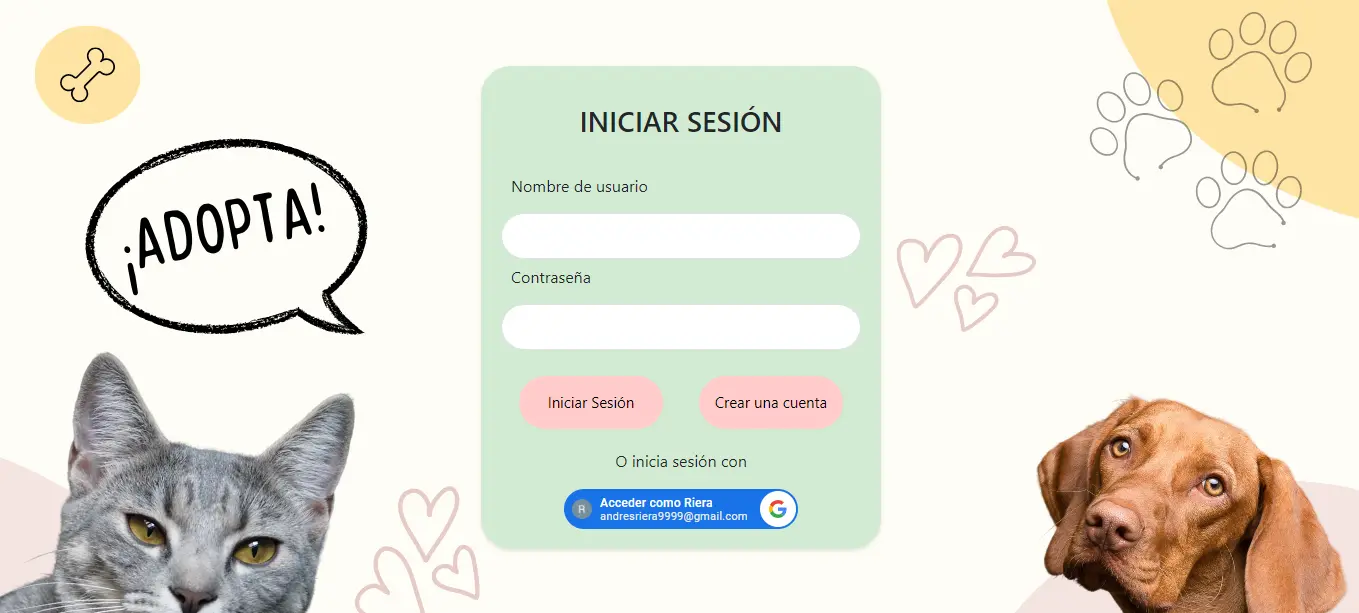 ¡ADOPTA!
INICIAR SESIÓN
Nombre de usuario
Contraseña
Iniciar Sesión
Crear una cuenta
O inicia sesión con
R
Acceder como Riera
andresriera9999@gmail.com
G